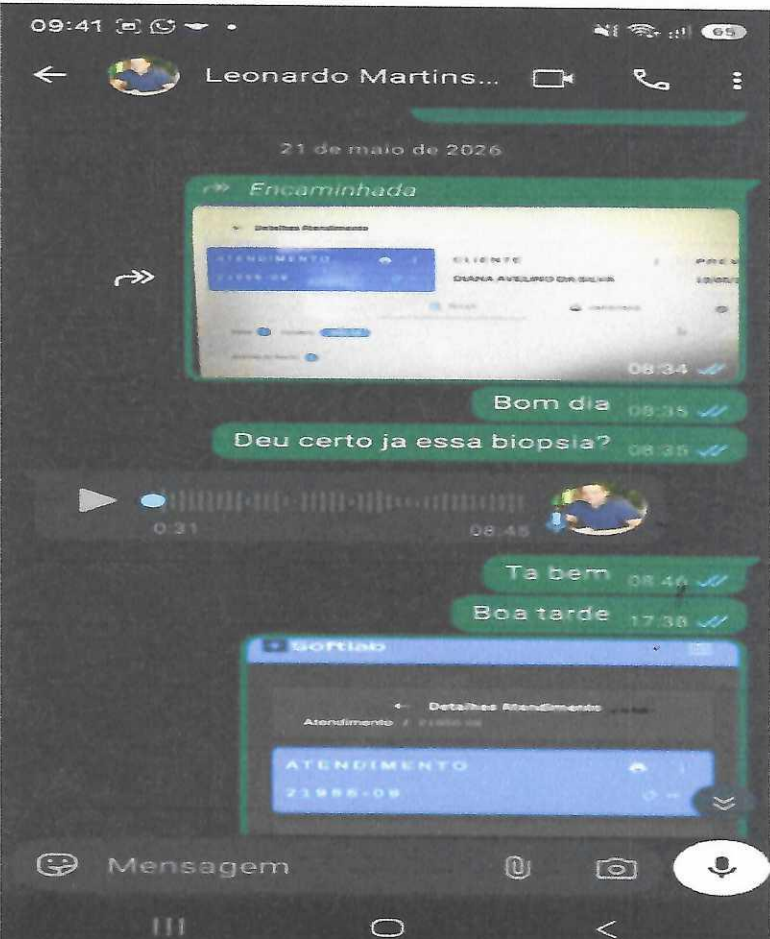 09:41
65
Leonardo Martins...
21 de maio de 2026
Encaminhada
Detalhes Atendimento
ATENDIMENTO
CLIENTE
DIANA AVELINO DA SILVA
08:34
Bom dia 08:35
Deu certo ja essa biopsia? 08:35
0:31 08:45
Ta bem 08:46
Boa tarde 17:38
Softlab
Detalhes Atendimento
Atendimento /
ATENDIMENTO
Mensagem